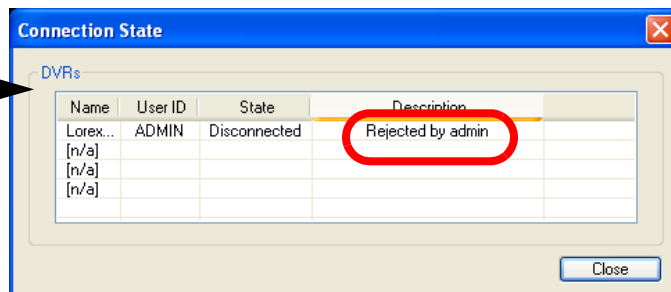 Connection State
DVRs
Name User ID State Description
Lorex... ADMIN Disconnected Rejected by admin
[n/a]
[n/a]
[n/a]
Close